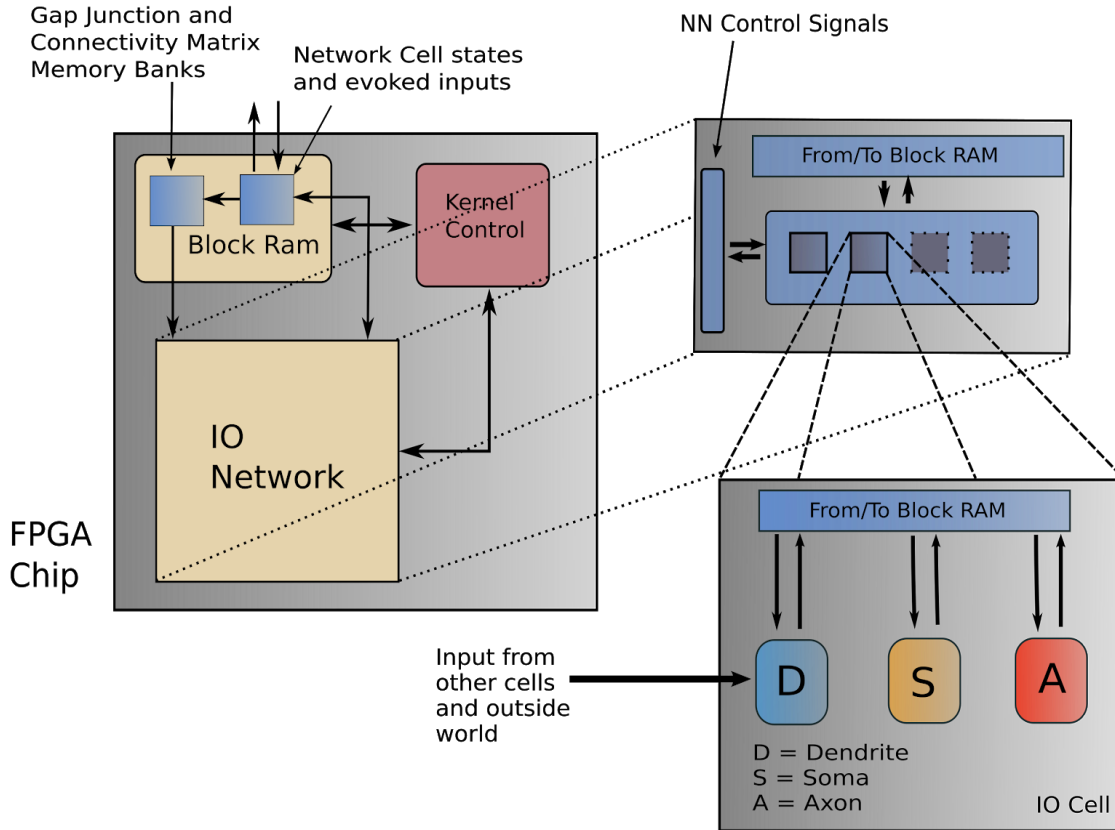 Gap Junction and
Connectivity Matrix
Memory Banks
Network Cell states
and evoked inputs
NN Control Signals
Block Ram
Kernel
Control
From/To Block RAM
IO
Network
FPGA
Chip
From/To Block RAM
Input from
other cells
and outside
world
D
S
A
D = Dendrite
S = Soma
A = Axon
IO Cell